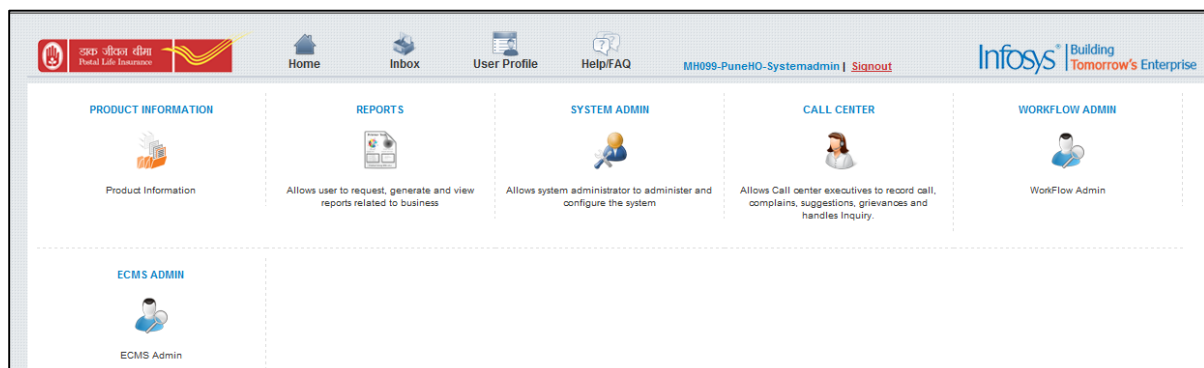 डाक जीवन बीमा
Postal Life Insurance
Home
Inbox
User Profile
Help/FAQ
MH099-PuneHO-Systemadmin | Signout
Infosys® | Building
Tomorrow's Enterprise
PRODUCT INFORMATION
Product Information
REPORTS
Allows user to request, generate and view
reports related to business
SYSTEM ADMIN
Allows system administrator to administer and
configure the system
CALL CENTER
Allows Call center executives to record call,
complains, suggestions, grievances and
handles Inquiry.
WORKFLOW ADMIN
WorkFlow Admin
ECMS ADMIN
ECMS Admin